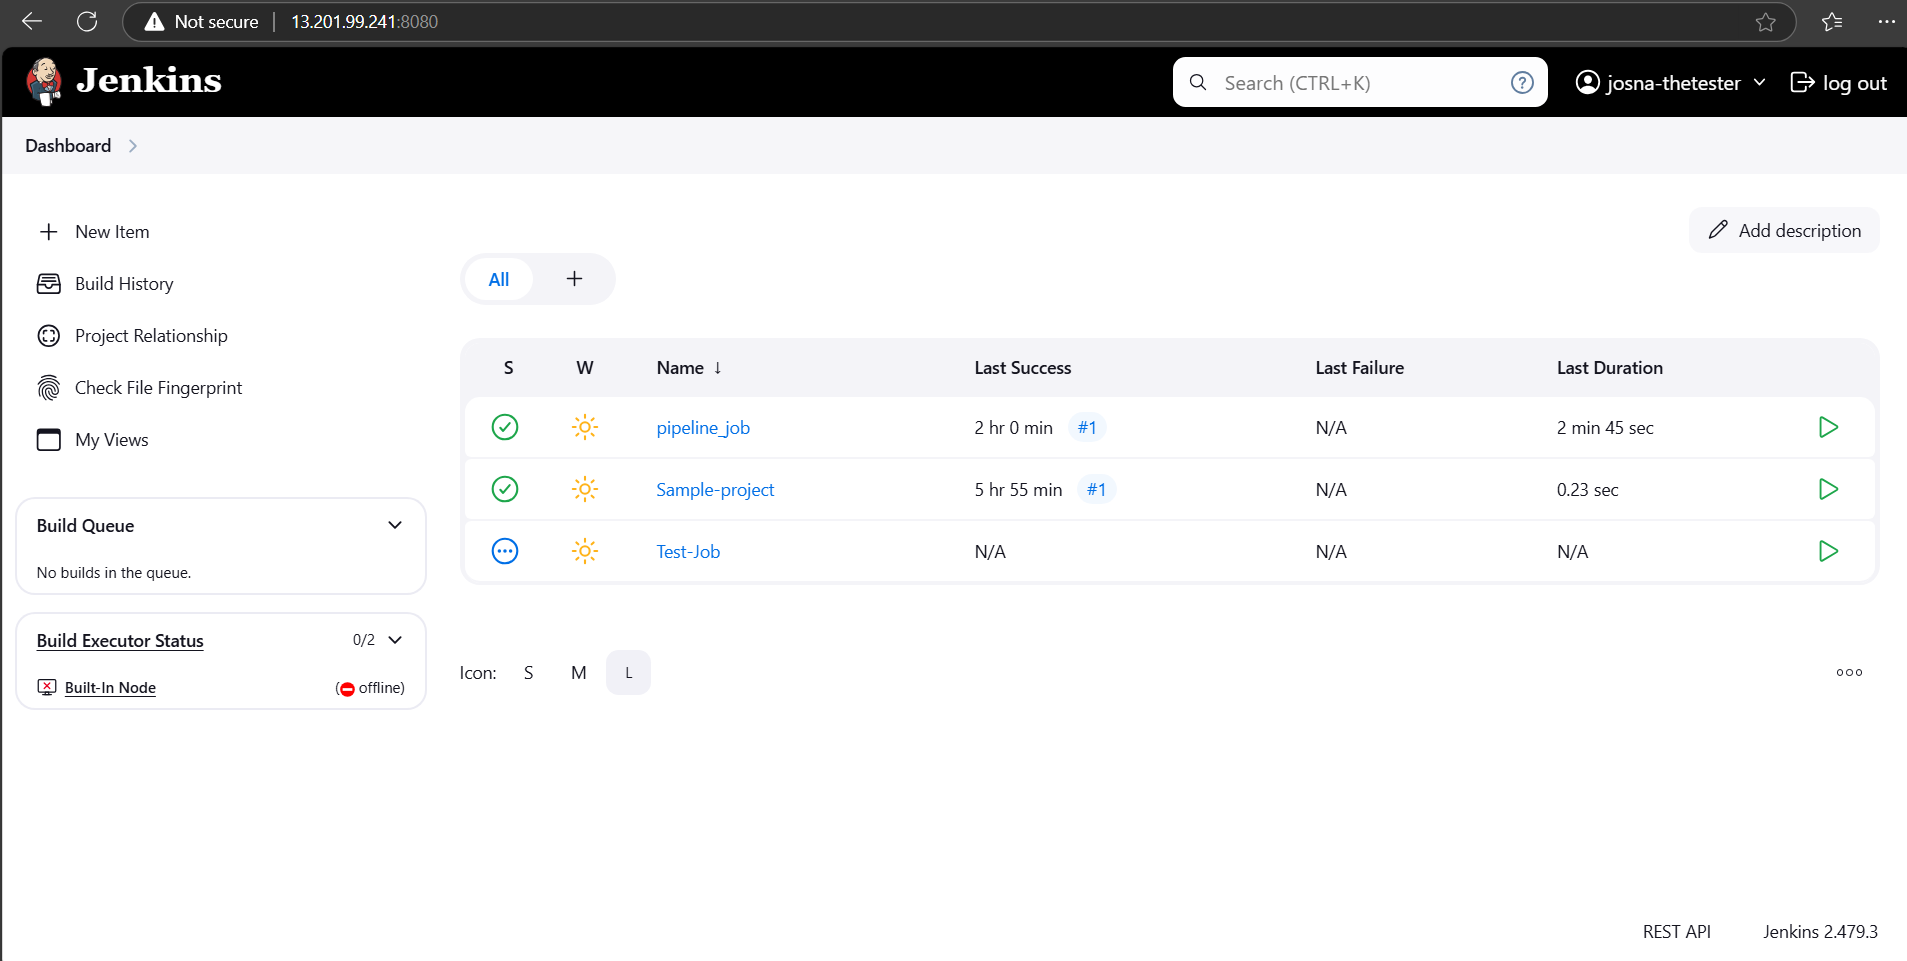 Not secure 13.201.99.241:8080
Jenkins
Search (CTRL+K)
josna-thetester
log out
Dashboard
New Item
Build History
Project Relationship
Check File Fingerprint
My Views
Build Queue
No builds in the queue.
Build Executor Status 0/2
Built-In Node (offline)
Add description
All +
S W Name ↓ Last Success Last Failure Last Duration
pipeline_job 2 hr 0 min #1 N/A 2 min 45 sec
Sample-project 5 hr 55 min #1 N/A 0.23 sec
Test-Job N/A N/A N/A
Icon: S M L
REST API Jenkins 2.479.3